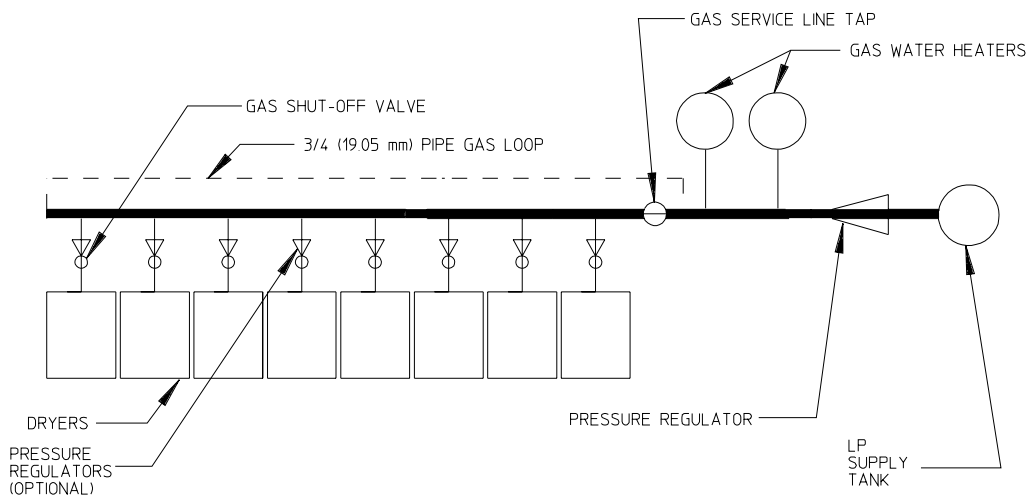 GAS SERVICE LINE TAP
GAS WATER HEATERS
GAS SHUT-OFF VALVE
3/4 (19.05 mm) PIPE GAS LOOP
DRYERS
PRESSURE
REGULATORS
(OPTIONAL)
PRESSURE REGULATOR
LP
SUPPLY
TANK